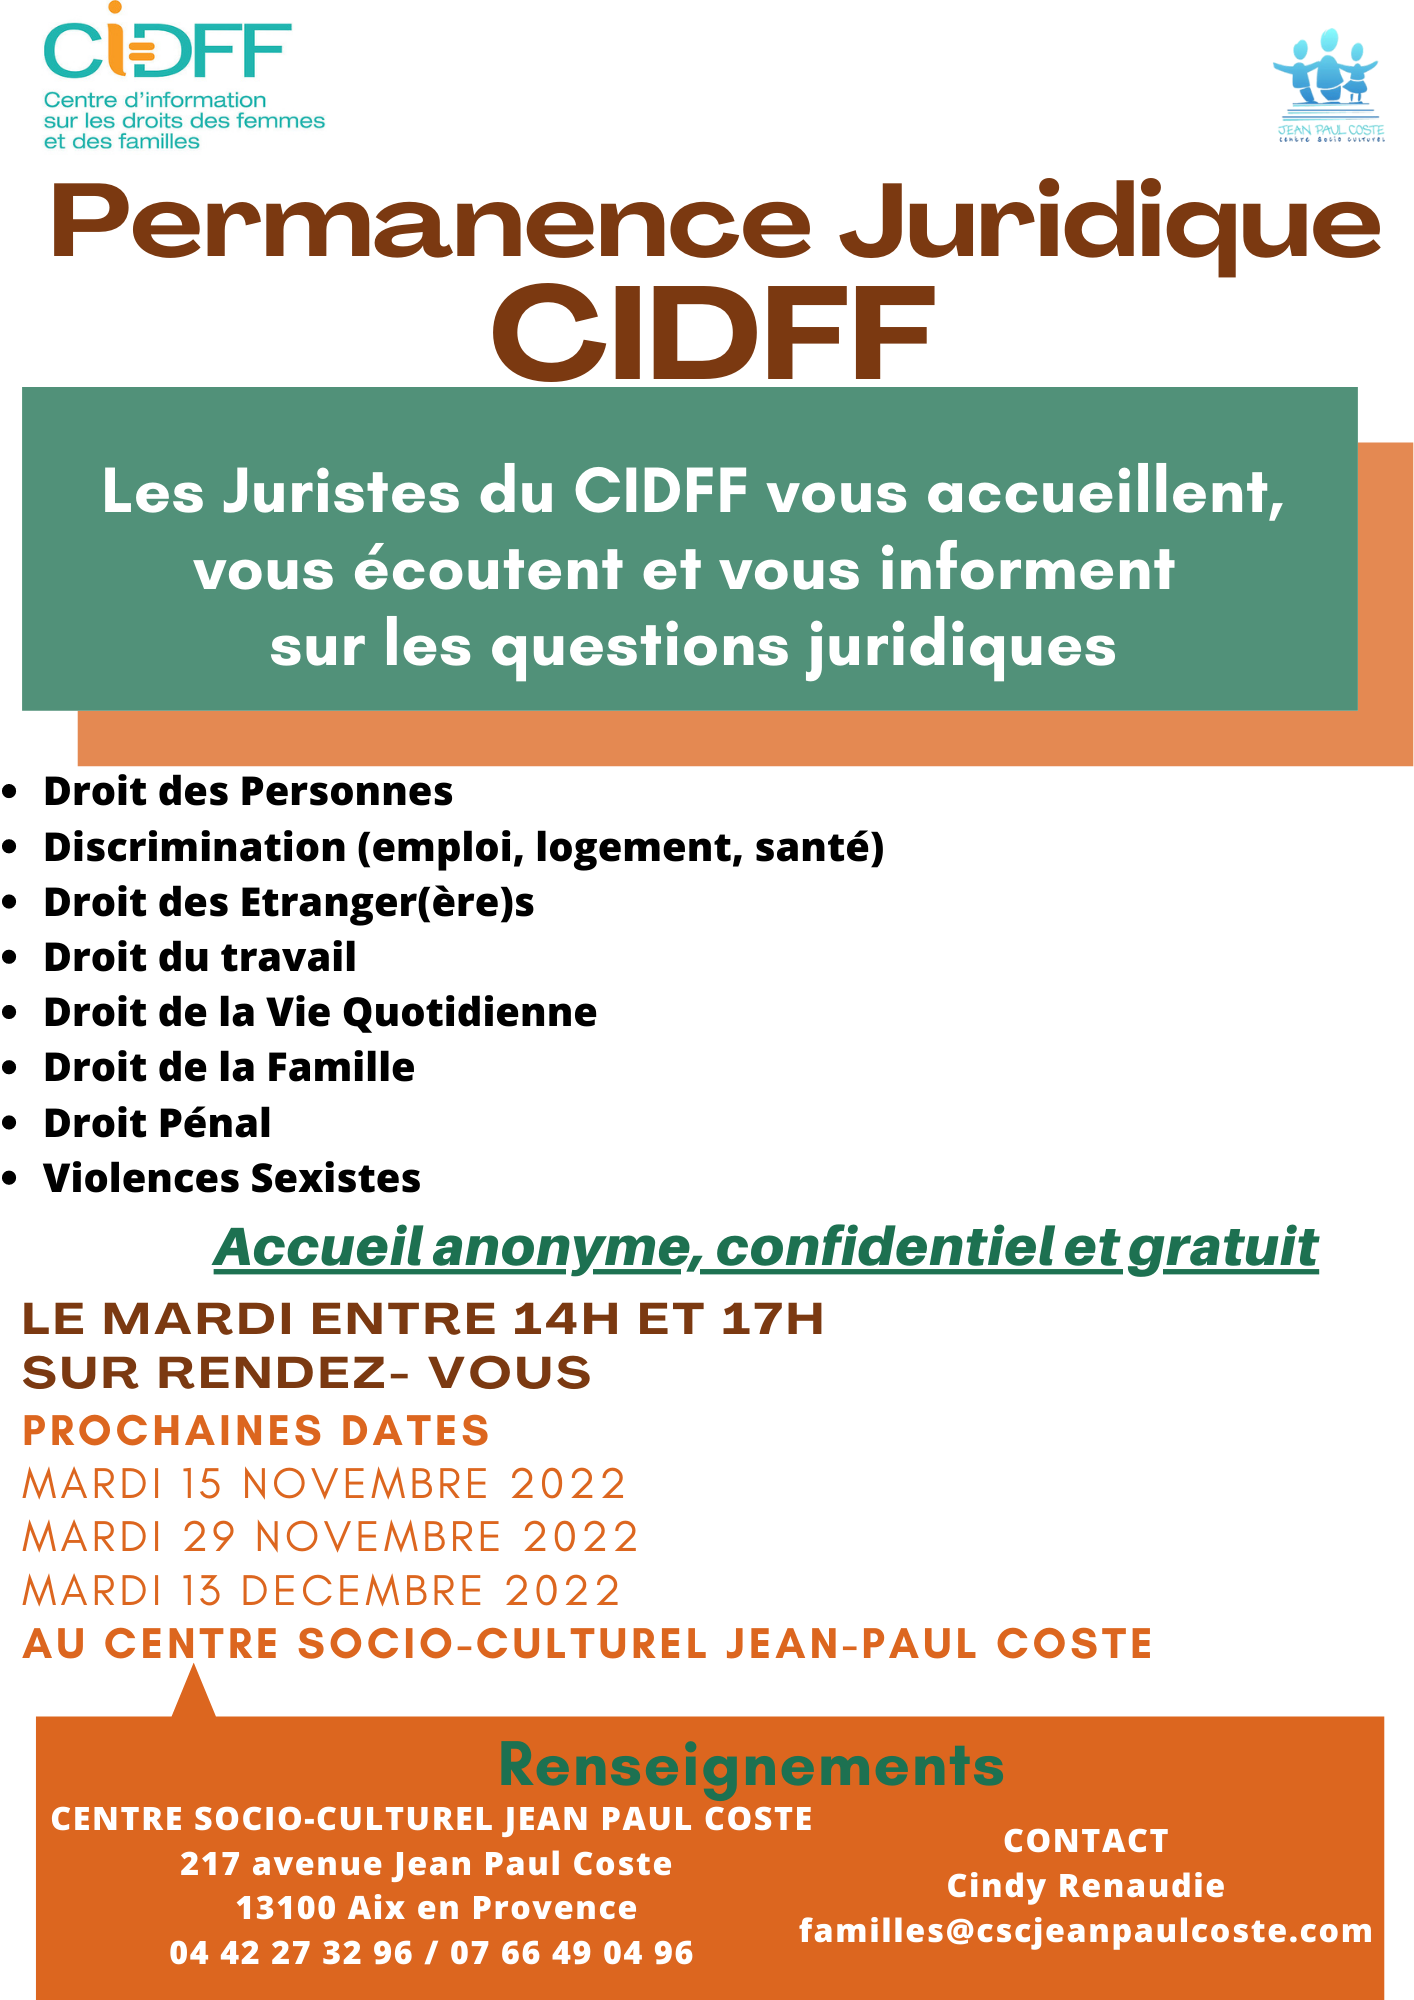 CIDFF
Centre d'information
sur les droits des femmes
et des familles
JEAN PAUL COSTE
Centre Socio Culturel
Permanence Juridique
CIDFF
Les Juristes du CIDFF vous accueillent,
vous écoutent et vous informent
sur les questions juridiques
• Droit des Personnes
• Discrimination (emploi, logement, santé)
• Droit des Etranger(ère)s
• Droit du travail
• Droit de la Vie Quotidienne
• Droit de la Famille
• Droit Pénal
• Violences Sexistes
Accueil anonyme, confidentiel et gratuit
LE MARDI ENTRE 14H ET 17H
SUR RENDEZ- VOUS
PROCHAINES DATES
MARDI 15 NOVEMBRE 2022
MARDI 29 NOVEMBRE 2022
MARDI 13 DECEMBRE 2022
AU CENTRE SOCIO-CULTUREL JEAN-PAUL COSTE
Renseignements
CENTRE SOCIO-CULTUREL JEAN PAUL COSTE
217 avenue Jean Paul Coste
13100 Aix en Provence
04 42 27 32 96 / 07 66 49 04 96
CONTACT
Cindy Renaudie
familles@cscjeanpaulcoste.com